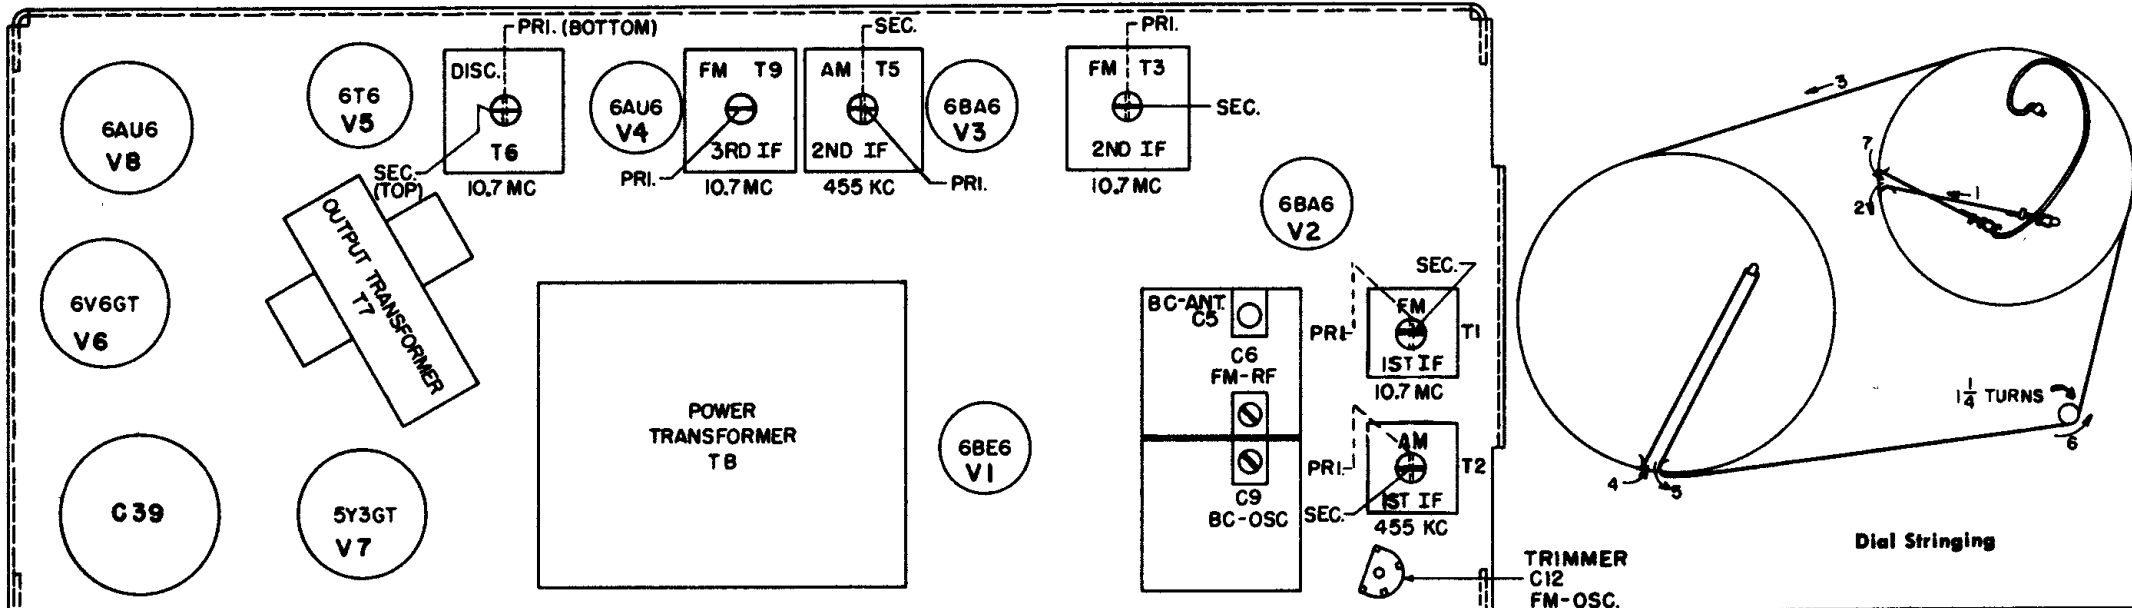 PRI. (BOTTOM)
SEC.
PRI.
DISC.
T6
10.7 MC
SEC.
(TOP)
6AU6
V8
6T6
V5
6AU6
V4
FM T9
3RD IF
10.7 MC
PRI.
AM T5
2ND IF
455 KC
PRI.
6BA6
V3
FM T3
2ND IF
10.7 MC
SEC.
6BA6
V2
OUTPUT TRANSFORMER
T7
6V6GT
V6
C39
5Y3GT
V7
POWER
TRANSFORMER
T8
6BE6
V1
BC-ANT.
C5
C6
FM-RF
C9
BC-OSC
SEC.
PRI.
FM
1ST IF
T1
10.7 MC
PRI.
AM
1ST IF
T2
SEC.
455 KC
TRIMMER
C12
FM-OSC.
3
7
1
2
1 1/4 TURNS
6
4
5
Dial Stringing